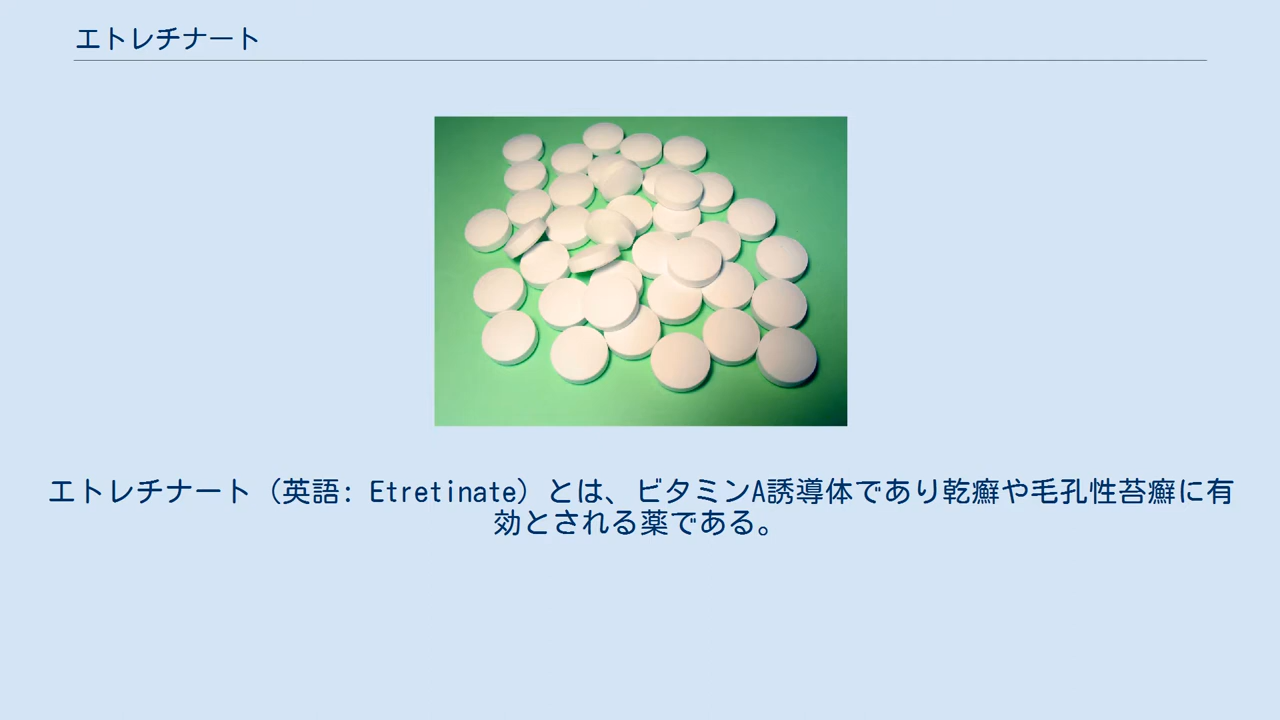 エトレチナート
エトレチナート（英語: Etretinate）とは、ビタミンA誘導体であり乾癬や毛孔性苔癬に有
効とされる薬である。